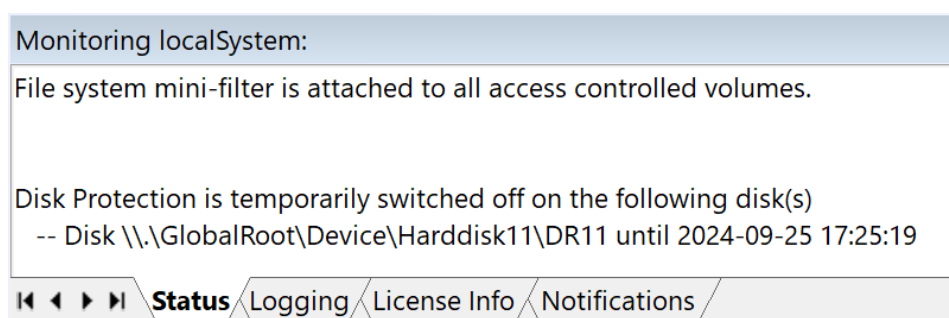 Monitoring localSystem:
File system mini-filter is attached to all access controlled volumes.
Disk Protection is temporarily switched off on the following disk(s)
-- Disk \\.\GlobalRoot\Device\Harddisk11\DR11 until 2024-09-25 17:25:19
Status Logging License Info Notifications